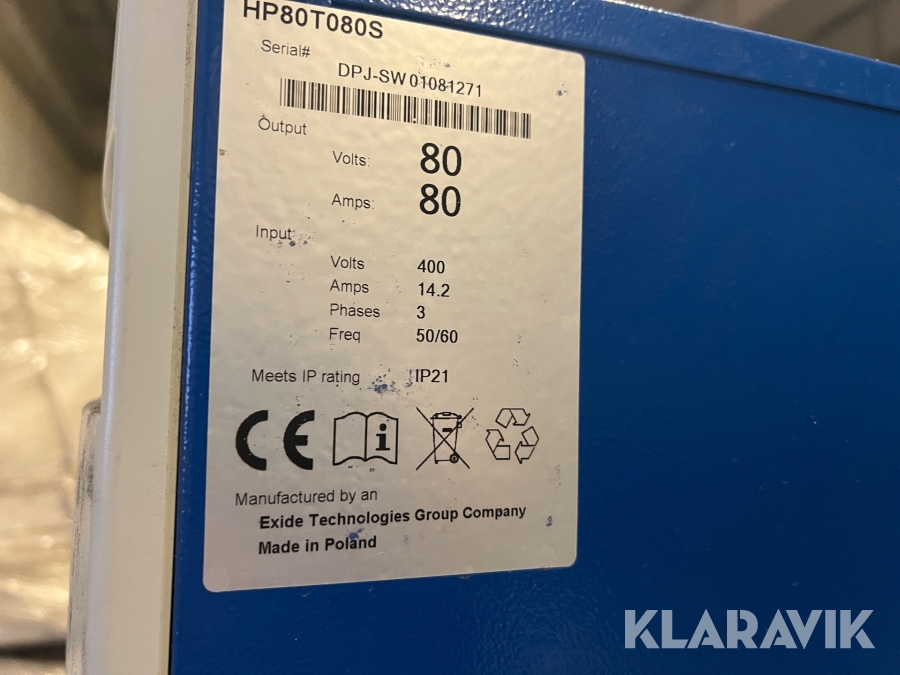 HP80T080S
Serial#
DPJ-SW01081271
Output
Volts: 80
Amps: 80
Input
Volts 400
Amps 14.2
Phases 3
Freq 50/60
Meets IP rating IP21
CE
Manufactured by an
Exide Technologies Group Company
Made in Poland
KLARAVIK